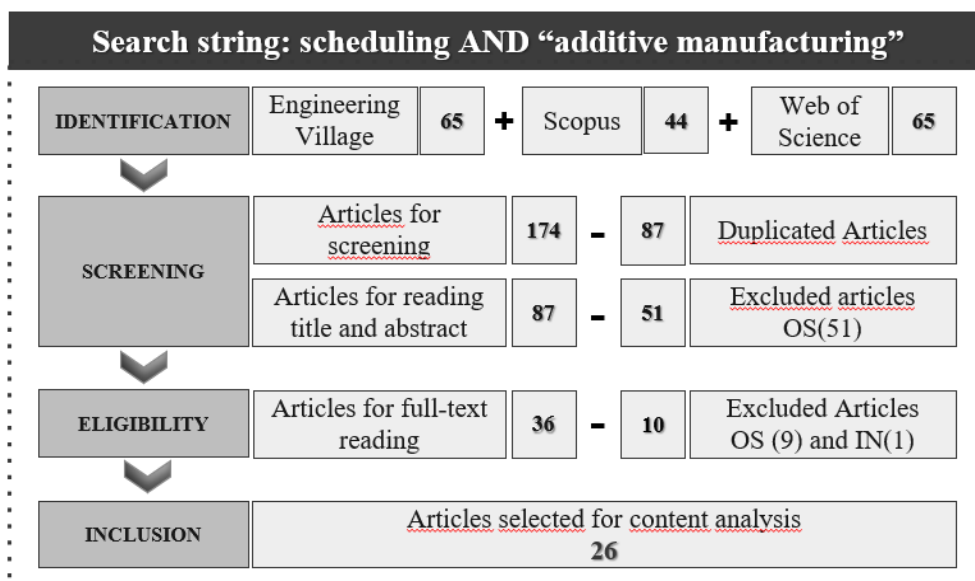 Search string: scheduling AND “additive manufacturing”
IDENTIFICATION
Engineering
Village
65
+
Scopus
44
+
Web of
Science
65
SCREENING
Articles for
screening
174
-
87
Duplicated Articles
Articles for reading
title and abstract
87
-
51
Excluded articles
OS(51)
ELIGIBILITY
Articles for full-text
reading
36
-
10
Excluded Articles
OS (9) and IN(1)
INCLUSION
Articles selected for content analysis
26